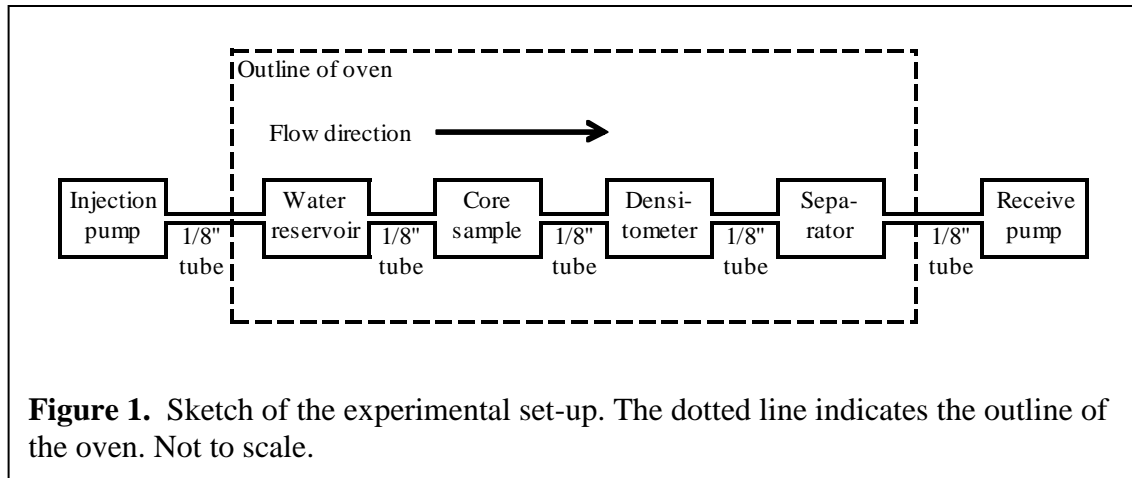 Outline of oven
Flow direction
Injection
pump
1/8"
tube
Water
reservoir
1/8"
tube
Core
sample
1/8"
tube
Densi-
tometer
1/8"
tube
Sepa-
rator
1/8"
tube
Receive
pump
Figure 1. Sketch of the experimental set-up. The dotted line indicates the outline of
the oven. Not to scale.